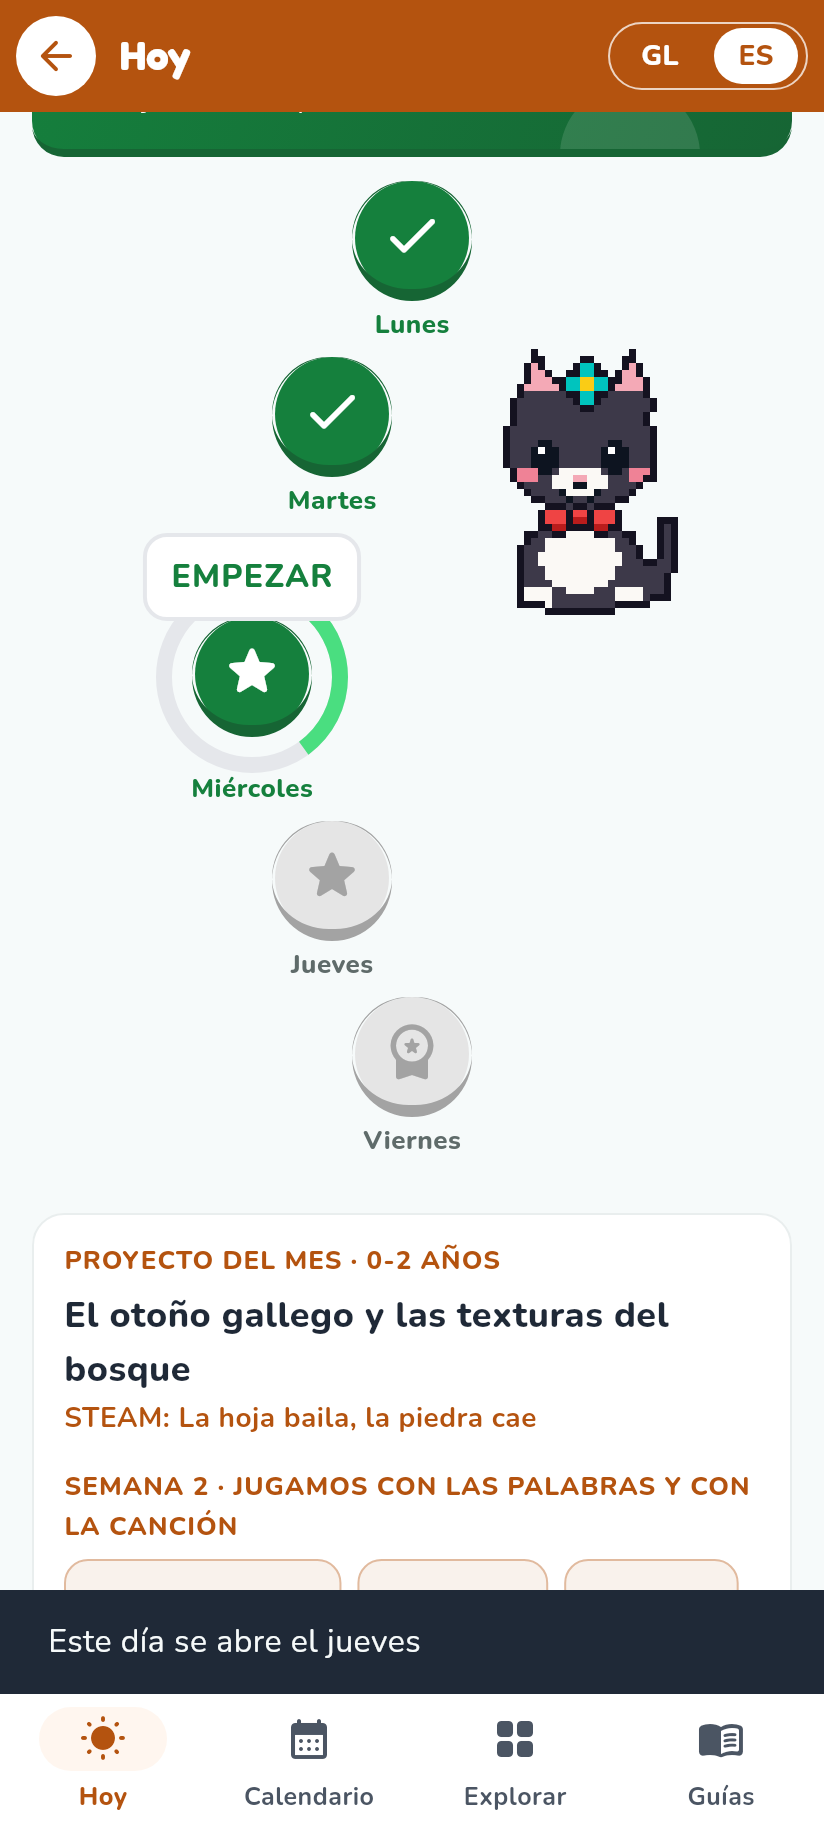 Hoy
GL
ES
Lunes
Martes
EMPEZAR
Miércoles
Jueves
Viernes
PROYECTO DEL MES · 0-2 AÑOS
El otoño gallego y las texturas del
bosque
STEAM: La hoja baila, la piedra cae
SEMANA 2 · JUGAMOS CON LAS PALABRAS Y CON
LA CANCIÓN
Este día se abre el jueves
Hoy
Calendario
Explorar
Guías